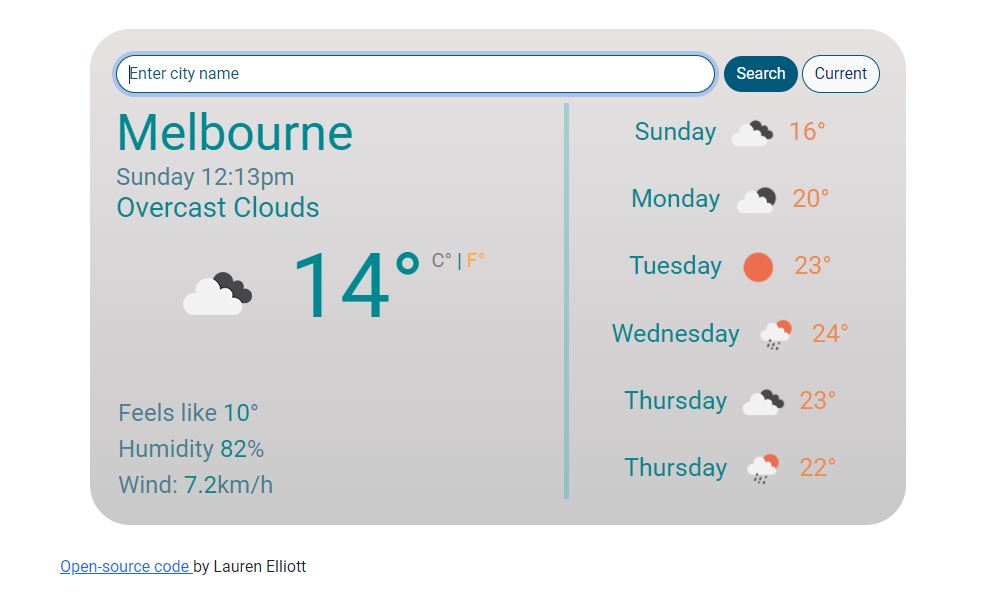 Enter city name
Search
Current
Melbourne
Sunday 12:13pm
Overcast Clouds
14° C° | F°
Feels like 10°
Humidity 82%
Wind: 7.2km/h
Sunday 16°
Monday 20°
Tuesday 23°
Wednesday 24°
Thursday 23°
Thursday 22°
Open-source code by Lauren Elliott